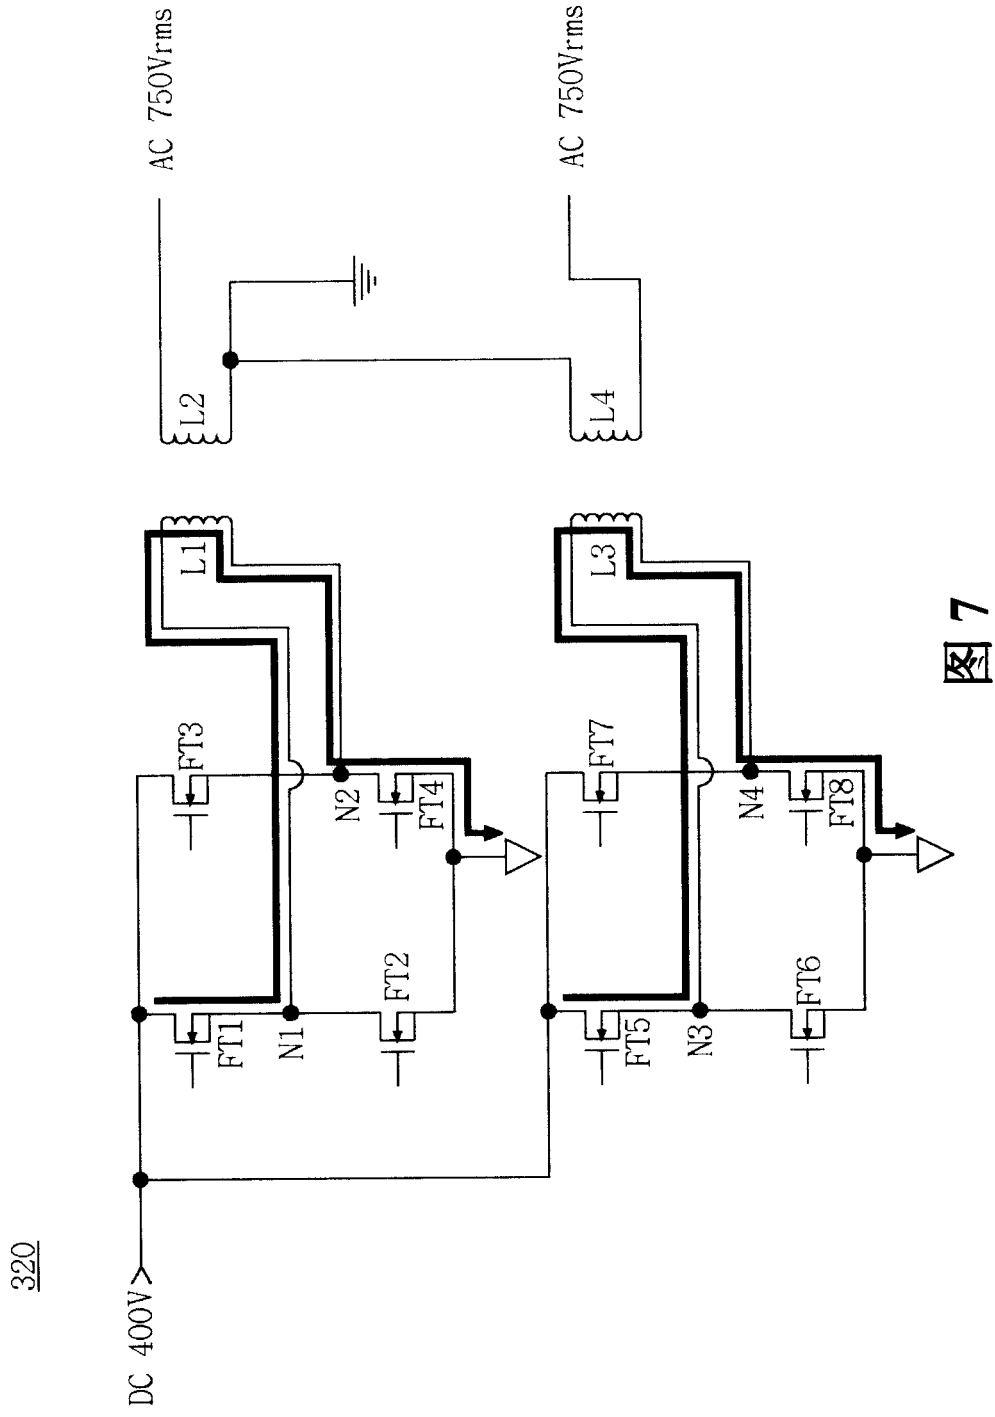 320
DC 400V
FT1
FT3
N1
N2
FT2
FT4
L1
L2
AC 750Vrms
FT5
FT7
N3
N4
FT6
FT8
L3
L4
AC 750Vrms
图 7